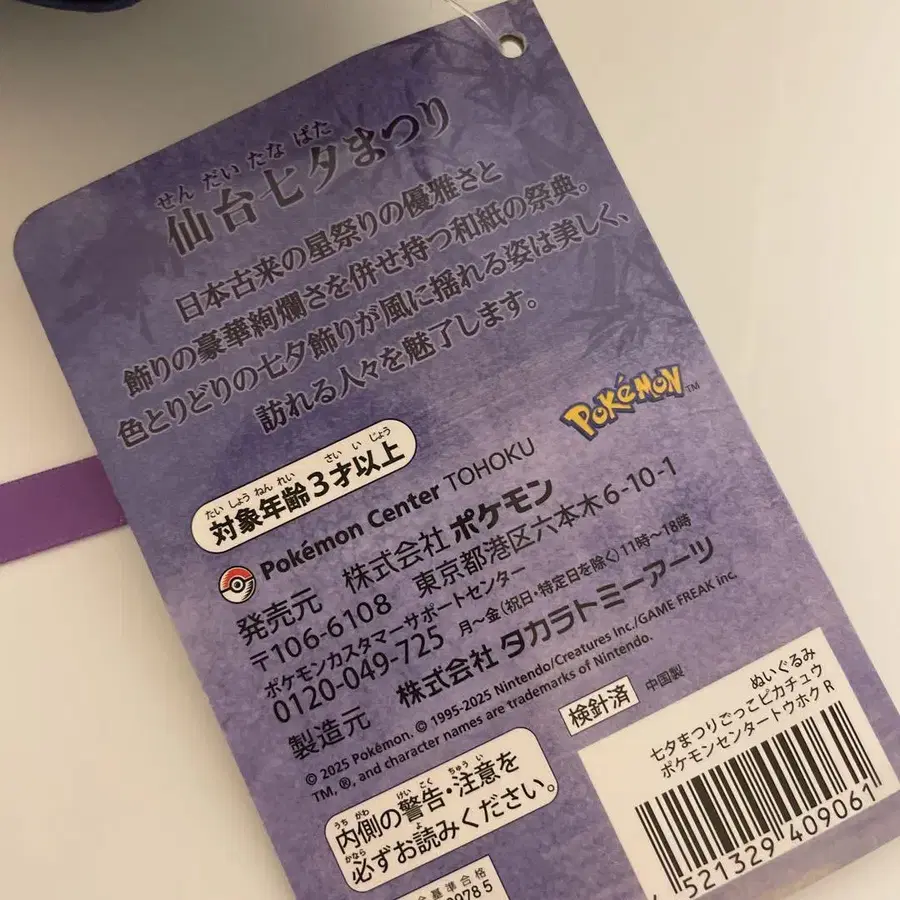 せん だい たな ばた
仙台七夕まつり
日本古来の星祭りの優雅さと
飾りの豪華絢爛さを併せ持つ和紙の祭典。
色とりどりの七夕飾りが風に揺れる姿は美しく、
訪れる人々を魅了します。
POKéMON TM
たい しょう ねん れい さい い じょう
対象年齢3才以上
Pokémon Center TOHOKU
発売元 株式会社ポケモン
〒106-6108 東京都港区六本木6-10-1
ポケモンカスタマーサポートセンター
0120-049-725 月〜金(祝日・特定日を除く)11時〜18時
製造元 株式会社 タカラトミーアーツ
© 2025 Pokémon. © 1995-2025 Nintendo/Creatures Inc./GAME FREAK inc.
TM, ®, and character names are trademarks of Nintendo.
検針済 中国製
うち がわ けい こく ちゅう い
内側の警告・注意を
かなら よ
必ずお読みください。
ぬいぐるみ
七夕まつりごっこピカチュウ
ポケモンセンタートウホク R
521329 409061
基準合格